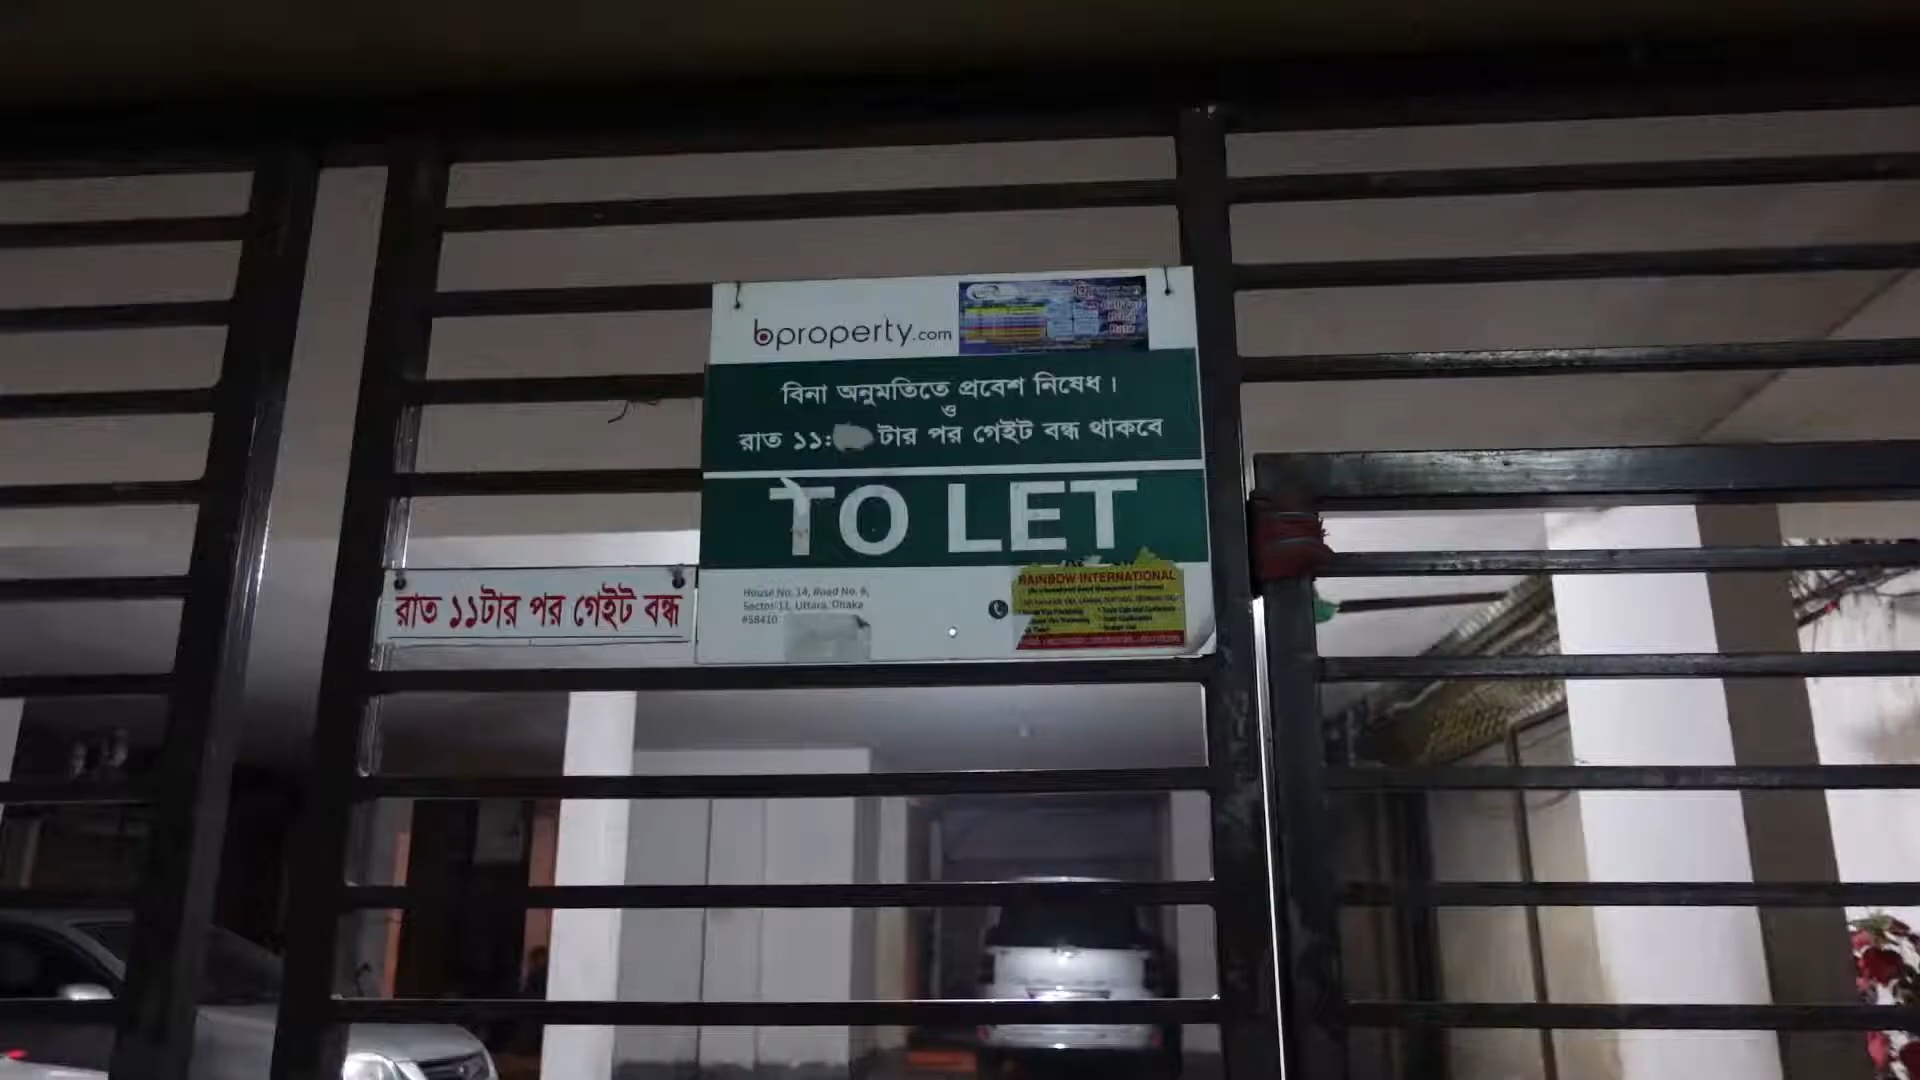 bproperty.com
বিনা অনুমতিতে প্রবেশ নিষেধ।
ও
রাত ১১: টার পর গেইট বন্ধ থাকবে
TO LET
রাত ১১টার পর গেইট বন্ধ
House No. 14, Road No. 6,
Sector 11, Uttara, Dhaka
#58410
RAINBOW INTERNATIONAL